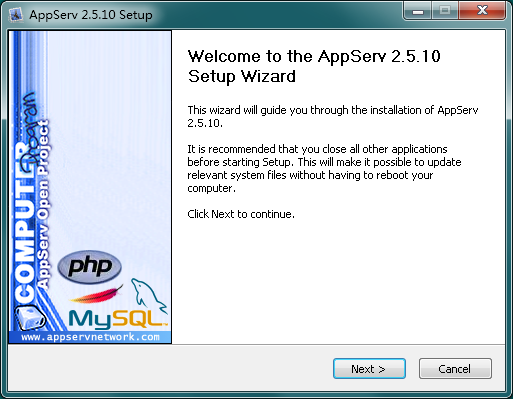 AppServ 2.5.10 Setup
Welcome to the AppServ 2.5.10
Setup Wizard
This wizard will guide you through the installation of AppServ
2.5.10.
It is recommended that you close all other applications
before starting Setup. This will make it possible to update
relevant system files without having to reboot your
computer.
Click Next to continue.
COMPUTER
Program
AppServ Open Project
php
MySQL
TM
www.appservnetwork.com
Next >
Cancel